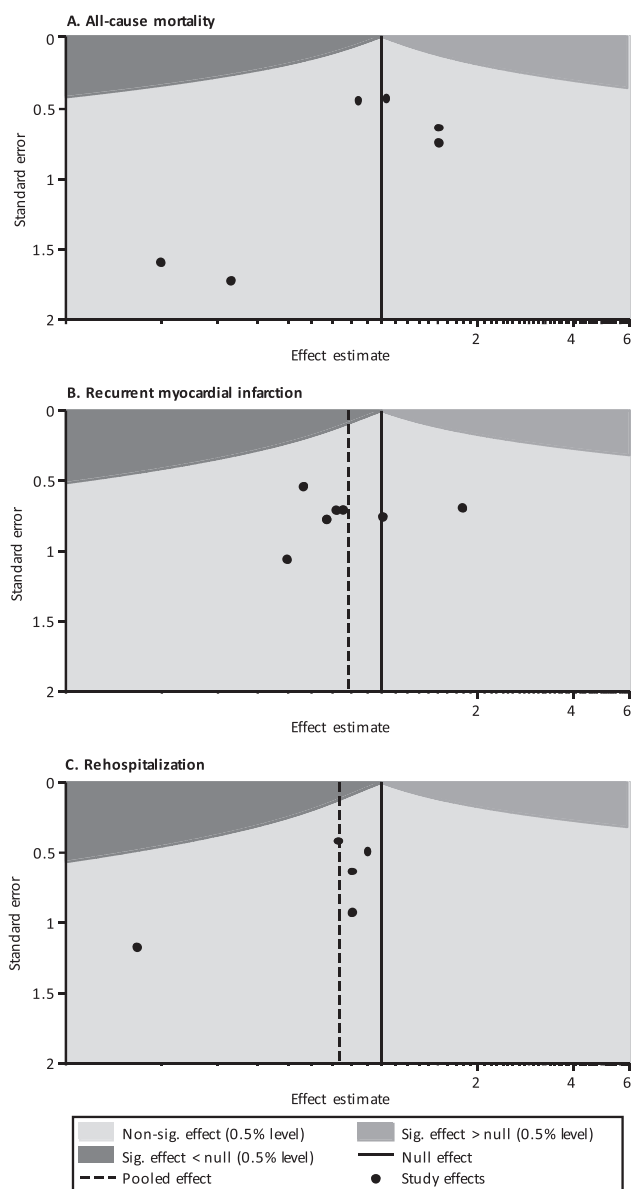 A. All-cause mortality
0
0.5
1
1.5
2
Standard error
2 4 6
Effect estimate
B. Recurrent myocardial infarction
0
0.5
1
1.5
2
Standard error
2 4 6
Effect estimate
C. Rehospitalization
0
0.5
1
1.5
2
Standard error
2 4 6
Effect estimate
Non-sig. effect (0.5% level) Sig. effect > null (0.5% level)
Sig. effect < null (0.5% level) Null effect
Pooled effect Study effects